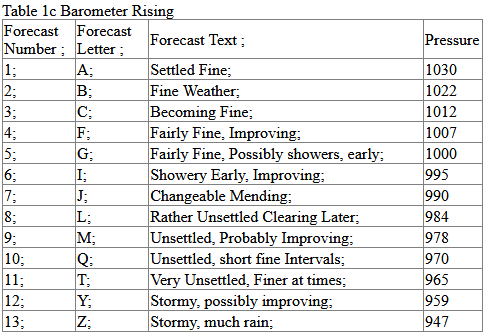 Table 1c Barometer Rising
Forecast Number ; Forecast Letter ; Forecast Text ; Pressure
1; A; Settled Fine; 1030
2; B; Fine Weather; 1022
3; C; Becoming Fine; 1012
4; F; Fairly Fine, Improving; 1007
5; G; Fairly Fine, Possibly showers, early; 1000
6; I; Showery Early, Improving; 995
7; J; Changeable Mending; 990
8; L; Rather Unsettled Clearing Later; 984
9; M; Unsettled, Probably Improving; 978
10; Q; Unsettled, short fine Intervals; 970
11; T; Very Unsettled, Finer at times; 965
12; Y; Stormy, possibly improving; 959
13; Z; Stormy, much rain; 947